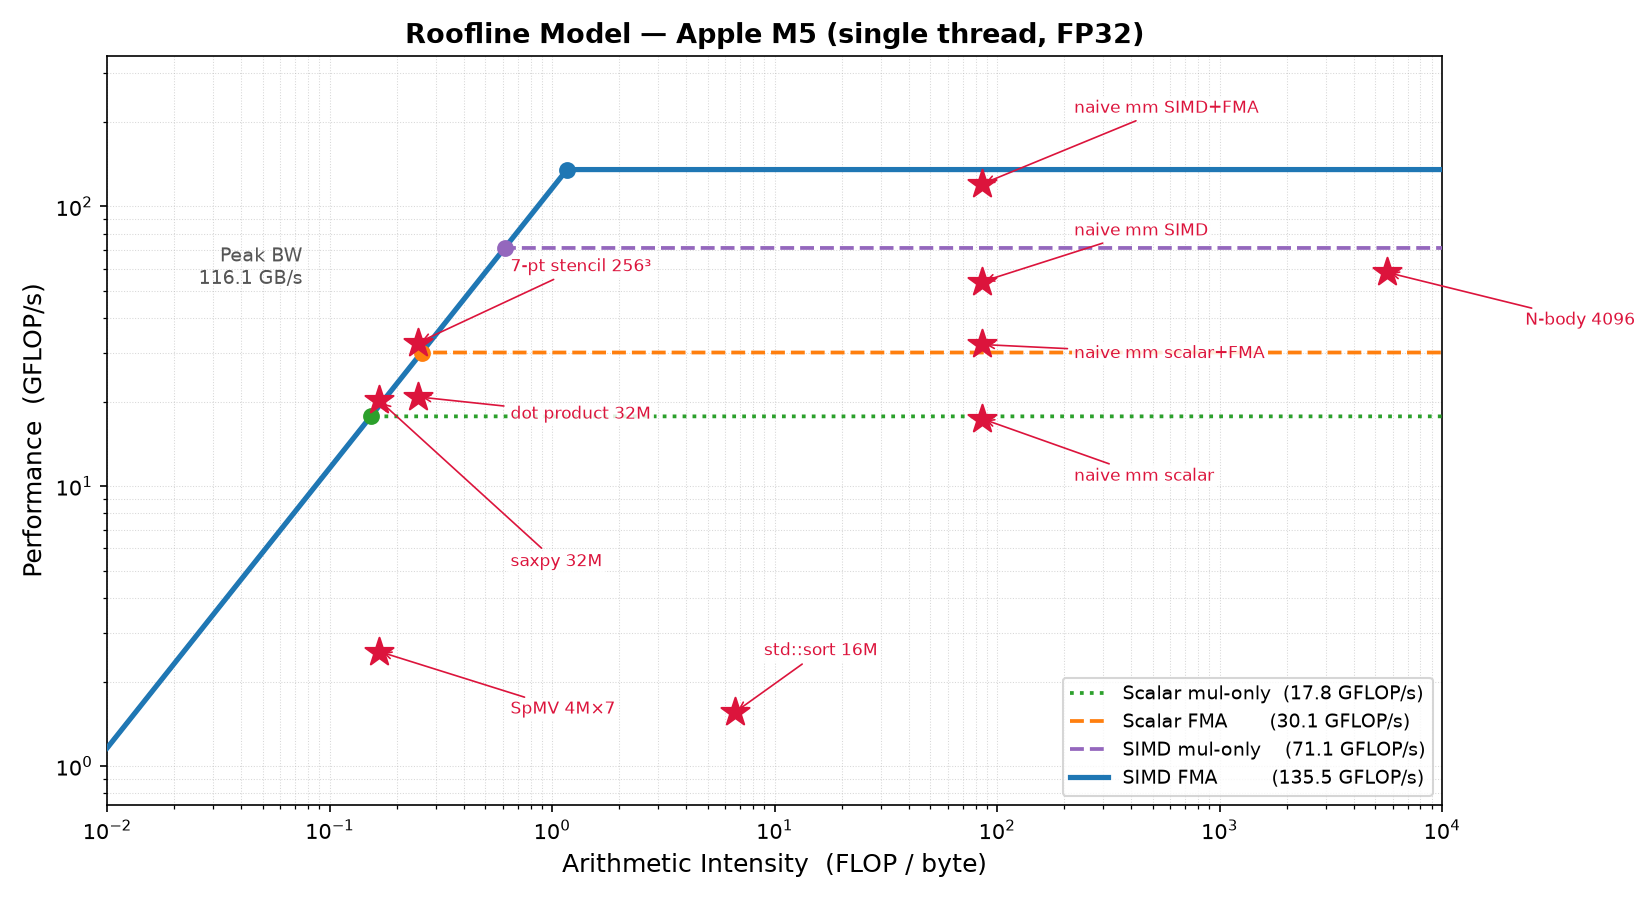 Roofline Model — Apple M5 (single thread, FP32)
Performance (GFLOP/s)
10²
10¹
10⁰
Peak BW
116.1 GB/s
naive mm SIMD+FMA
naive mm SIMD
7-pt stencil 256³
N-body 4096
naive mm scalar+FMA
dot product 32M
naive mm scalar
saxpy 32M
std::sort 16M
SpMV 4M×7
Scalar mul-only (17.8 GFLOP/s)
Scalar FMA (30.1 GFLOP/s)
SIMD mul-only (71.1 GFLOP/s)
SIMD FMA (135.5 GFLOP/s)
10⁻² 10⁻¹ 10⁰ 10¹ 10² 10³ 10⁴
Arithmetic Intensity (FLOP / byte)